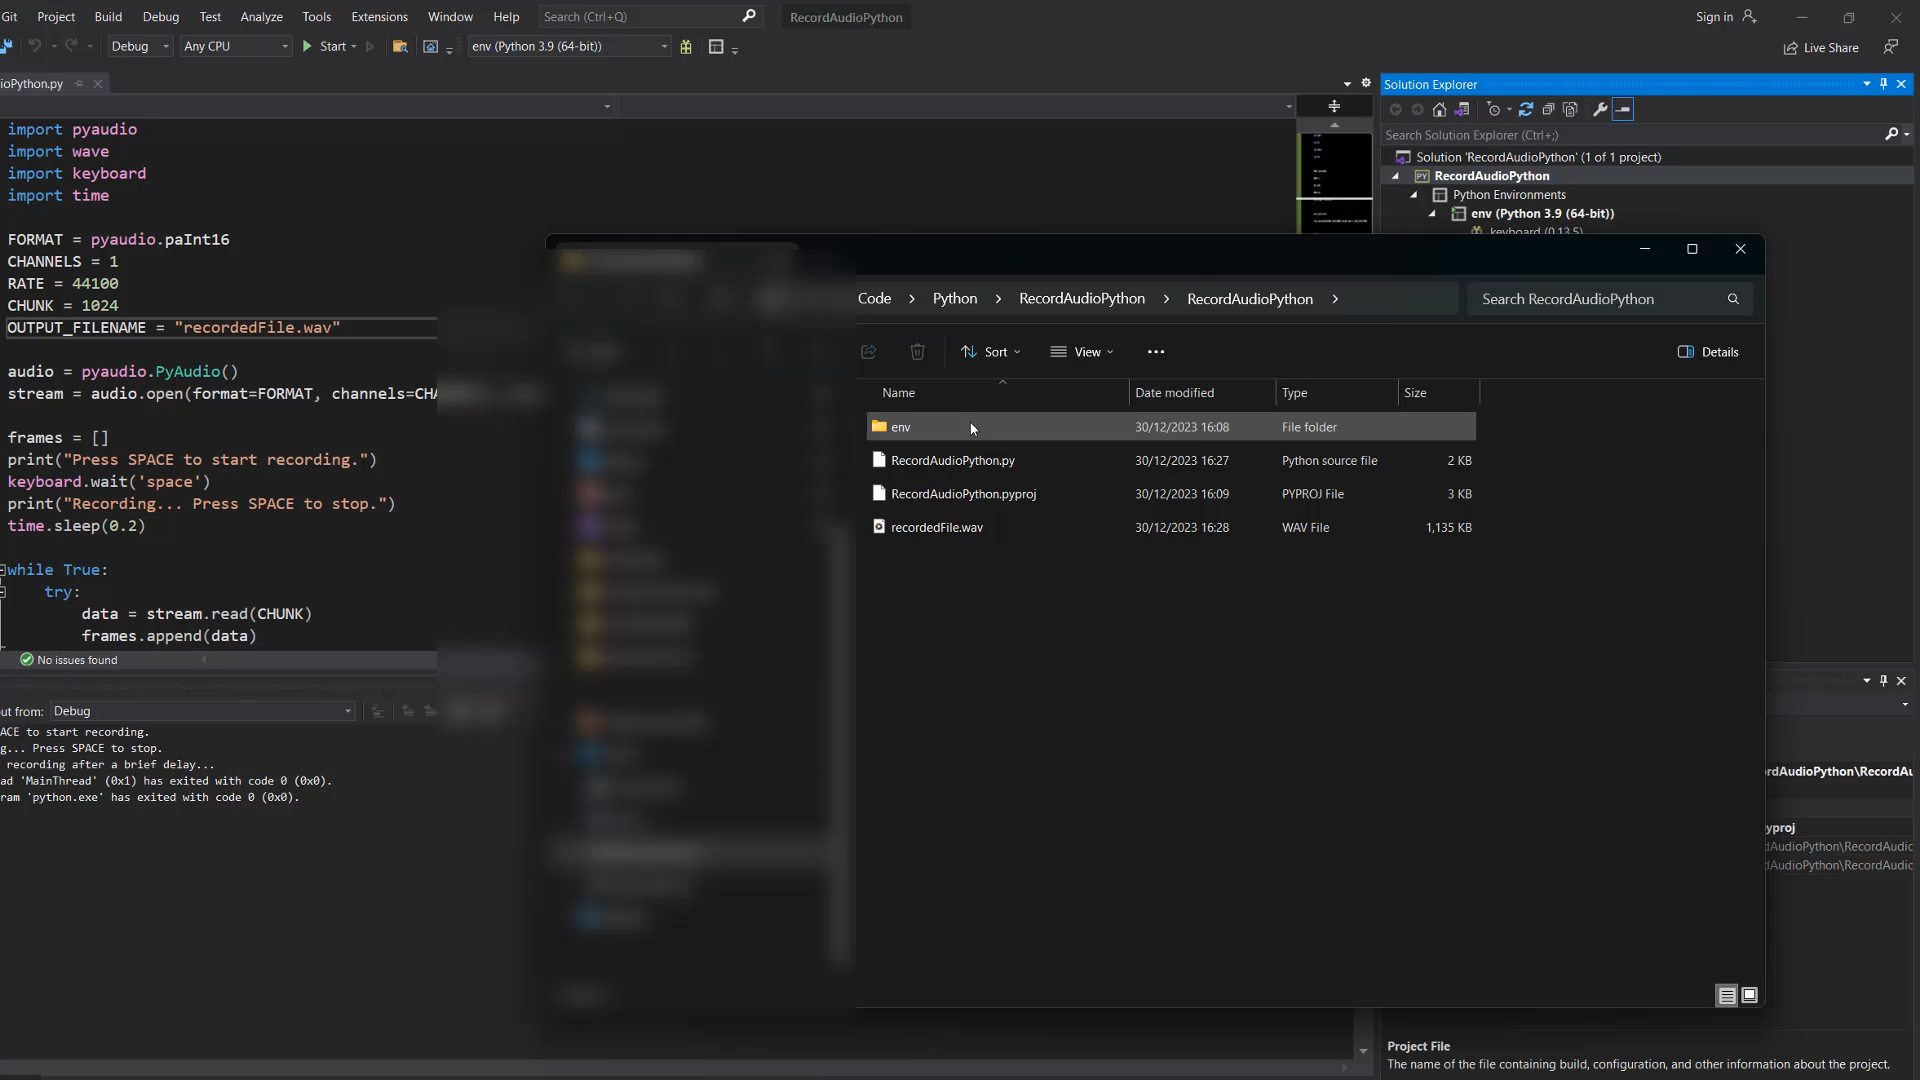 Git Project Build Debug Test Analyze Tools Extensions Window Help Search (Ctrl+Q) RecordAudioPython Sign in
Debug Any CPU Start env (Python 3.9 (64-bit)) Live Share
ioPython.py
import pyaudio
import wave
import keyboard
import time
FORMAT = pyaudio.paInt16
CHANNELS = 1
RATE = 44100
CHUNK = 1024
OUTPUT_FILENAME = "recordedFile.wav"
audio = pyaudio.PyAudio()
stream = audio.open(format=FORMAT, channels=CHA
frames = []
print("Press SPACE to start recording.")
keyboard.wait('space')
print("Recording... Press SPACE to stop.")
time.sleep(0.2)
while True:
try:
data = stream.read(CHUNK)
frames.append(data)
No issues found
ut from: Debug
ACE to start recording.
g... Press SPACE to stop.
recording after a brief delay...
ad 'MainThread' (0x1) has exited with code 0 (0x0).
ram 'python.exe' has exited with code 0 (0x0).
Solution Explorer
Search Solution Explorer (Ctrl+;)
Solution 'RecordAudioPython' (1 of 1 project)
PY RecordAudioPython
Python Environments
env (Python 3.9 (64-bit))
keyboard (0.13.5)
Code > Python > RecordAudioPython > RecordAudioPython > Search RecordAudioPython
Sort View Details
Name Date modified Type Size
env 30/12/2023 16:08 File folder
RecordAudioPython.py 30/12/2023 16:27 Python source file 2 KB
RecordAudioPython.pyproj 30/12/2023 16:09 PYPROJ File 3 KB
recordedFile.wav 30/12/2023 16:28 WAV File 1,135 KB
rdAudioPython\RecordAu
yproj
dAudioPython\RecordAudic
dAudioPython\RecordAudic
Project File
The name of the file containing build, configuration, and other information about the project.